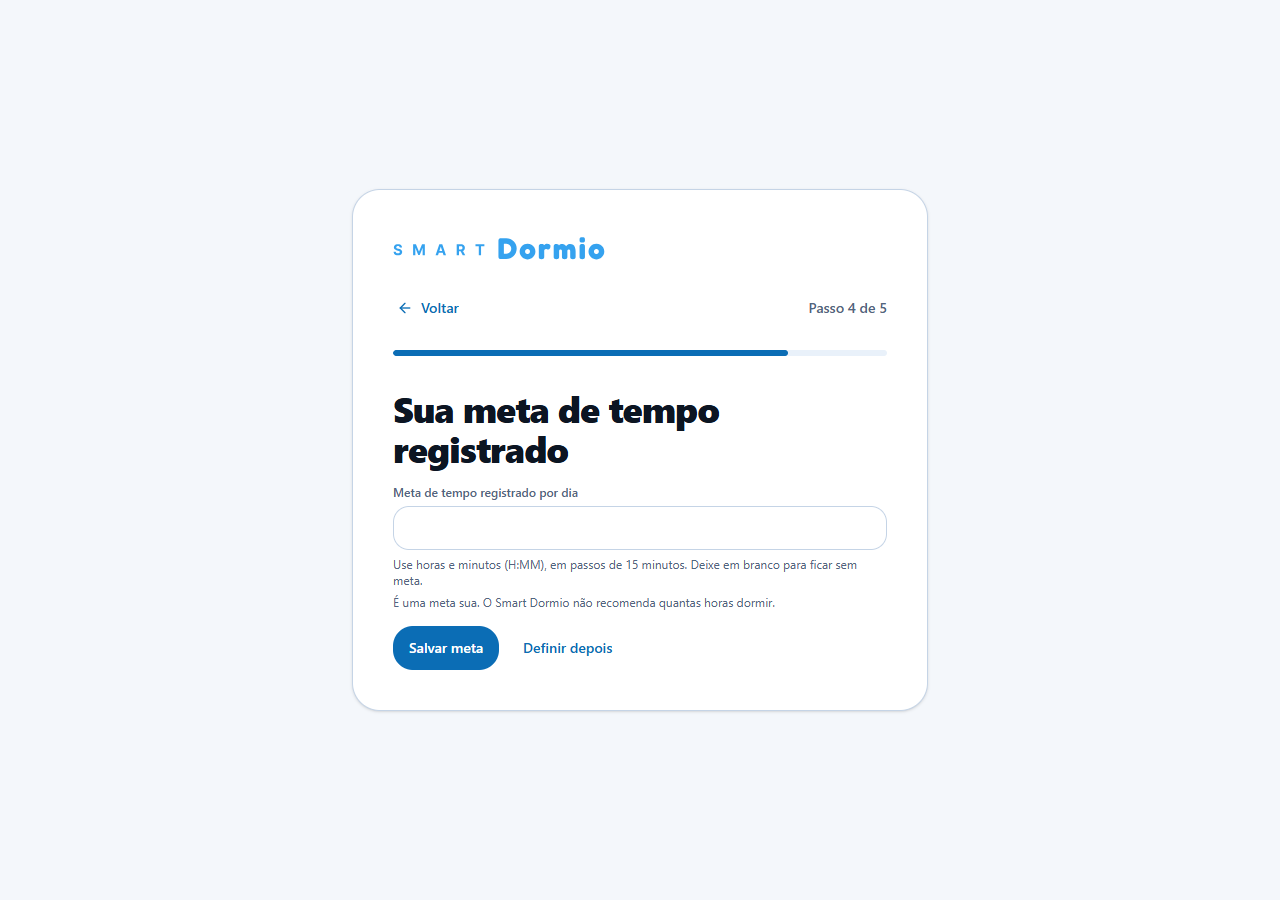 SMART Dormio
Voltar
Passo 4 de 5
Sua meta de tempo
registrado
Meta de tempo registrado por dia
Use horas e minutos (H:MM), em passos de 15 minutos. Deixe em branco para ficar sem
meta.
É uma meta sua. O Smart Dormio não recomenda quantas horas dormir.
Salvar meta
Definir depois